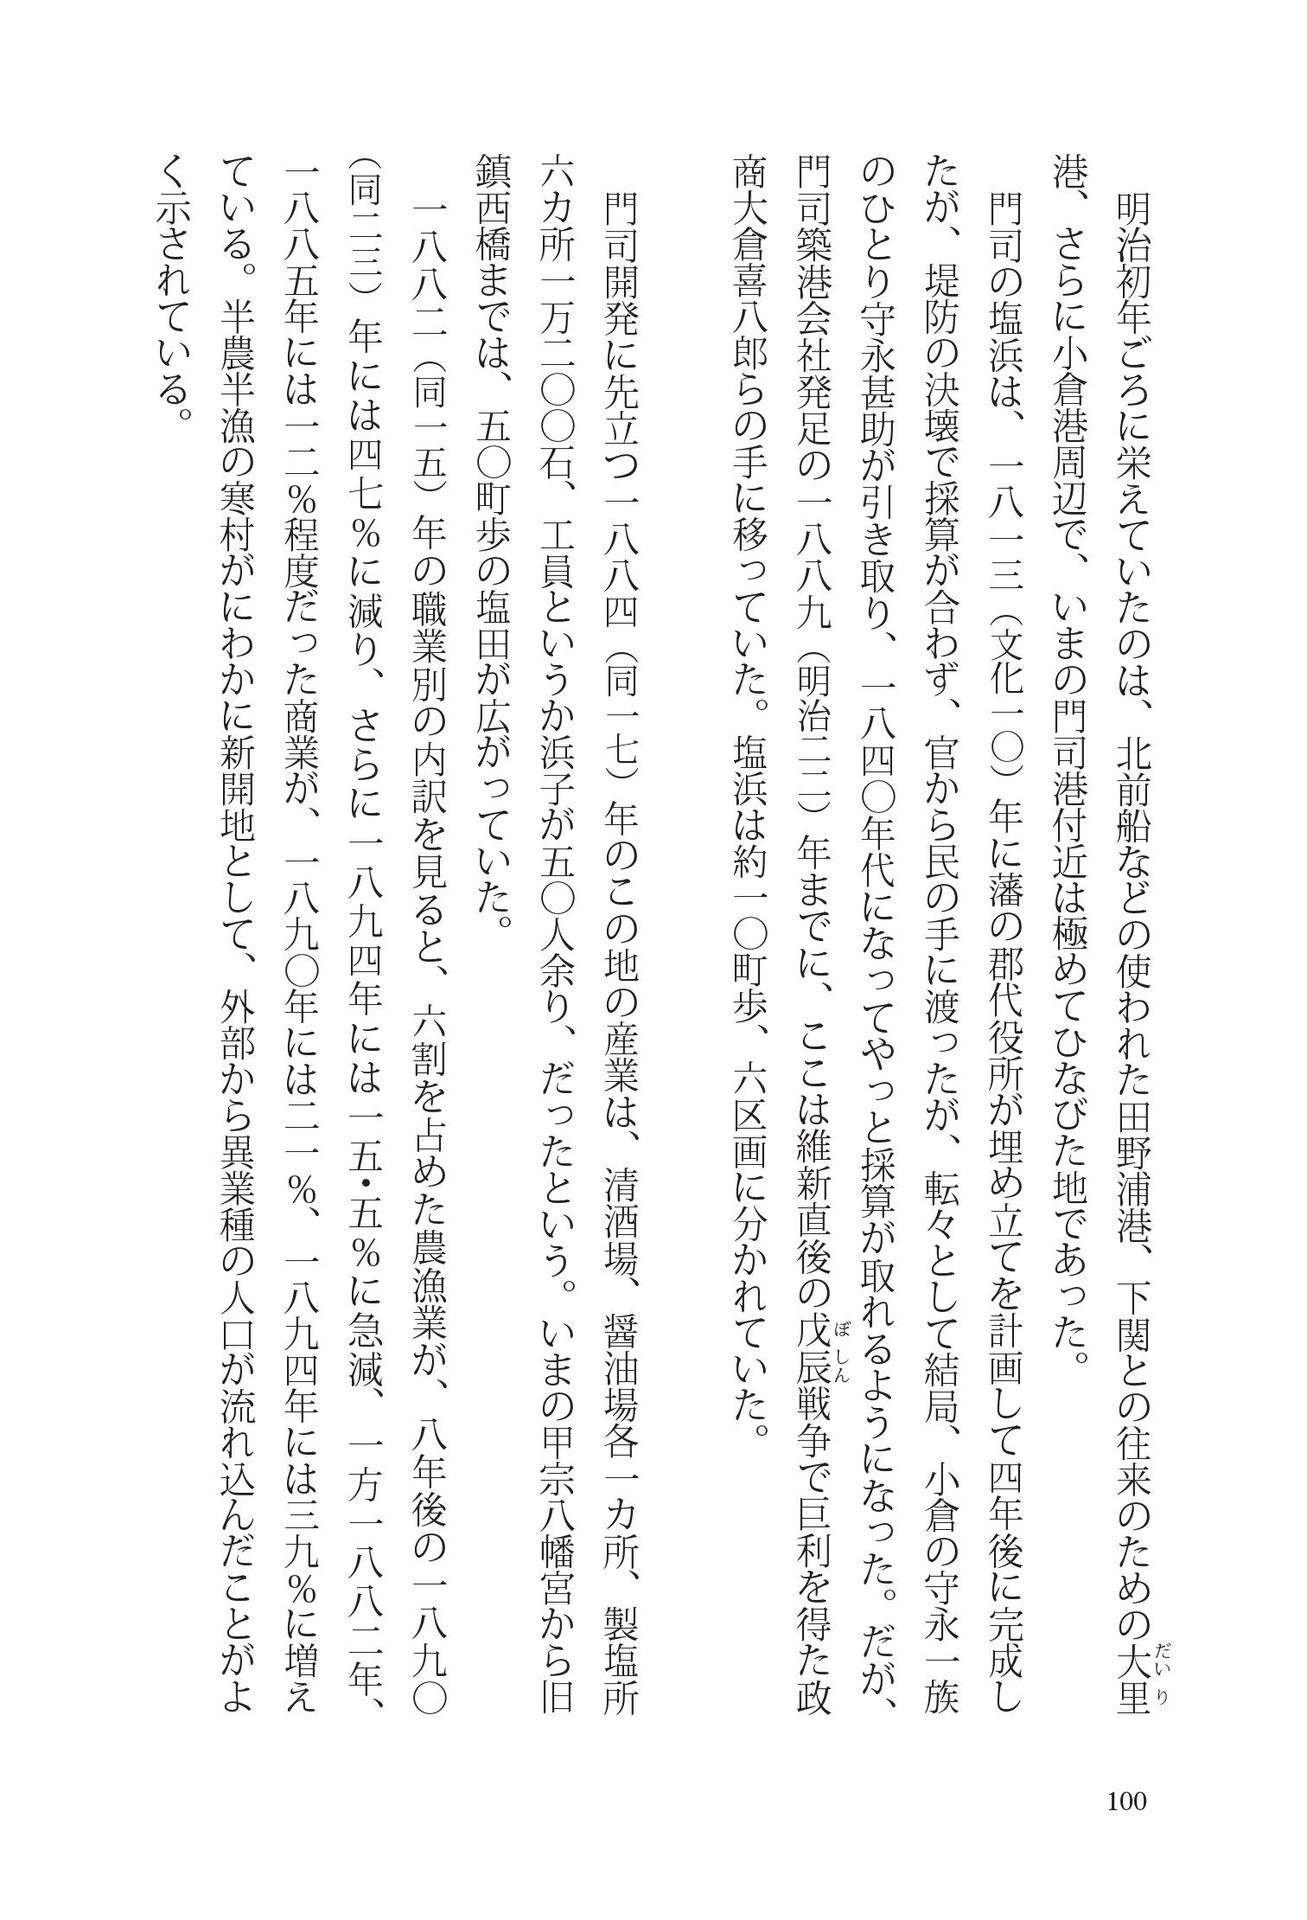 明治初年ごろに栄えていたのは、北前船などの使われた田野浦港、下関との往来のための大里
だいり
港、さらに小倉港周辺で、いまの門司港付近は極めてひなびた地であった。
　門司の塩浜は、一八一三（文化一〇）年に藩の郡代役所が埋め立てを計画して四年後に完成し
たが、堤防の決壊で採算が合わず、官から民の手に渡ったが、転々として結局、小倉の守永一族
のひとり守永甚助が引き取り、一八四〇年代になってやっと採算が取れるようになった。だが、
門司築港会社発足の一八八九（明治二二）年までに、ここは維新直後の戊辰戦争で巨利を得た政
ぼしん
商大倉喜八郎らの手に移っていた。塩浜は約一〇町歩、六区画に分かれていた。
　門司開発に先立つ一八八四（同一七）年のこの地の産業は、清酒場、醤油場各一カ所、製塩所
六カ所一万二〇〇石、工員というか浜子が五〇人余り、だったという。いまの甲宗八幡宮から旧
鎮西橋までは、五〇町歩の塩田が広がっていた。
　一八八二（同一五）年の職業別の内訳を見ると、六割を占めた農漁業が、八年後の一八九〇
（同二三）年には四七％に減り、さらに一八九四年には一五・五％に急減、一方一八八二年、
一八八五年には一二％程度だった商業が、一八九〇年には二一％、一八九四年には三九％に増え
ている。半農半漁の寒村がにわかに新開地として、外部から異業種の人口が流れ込んだことがよ
く示されている。
100